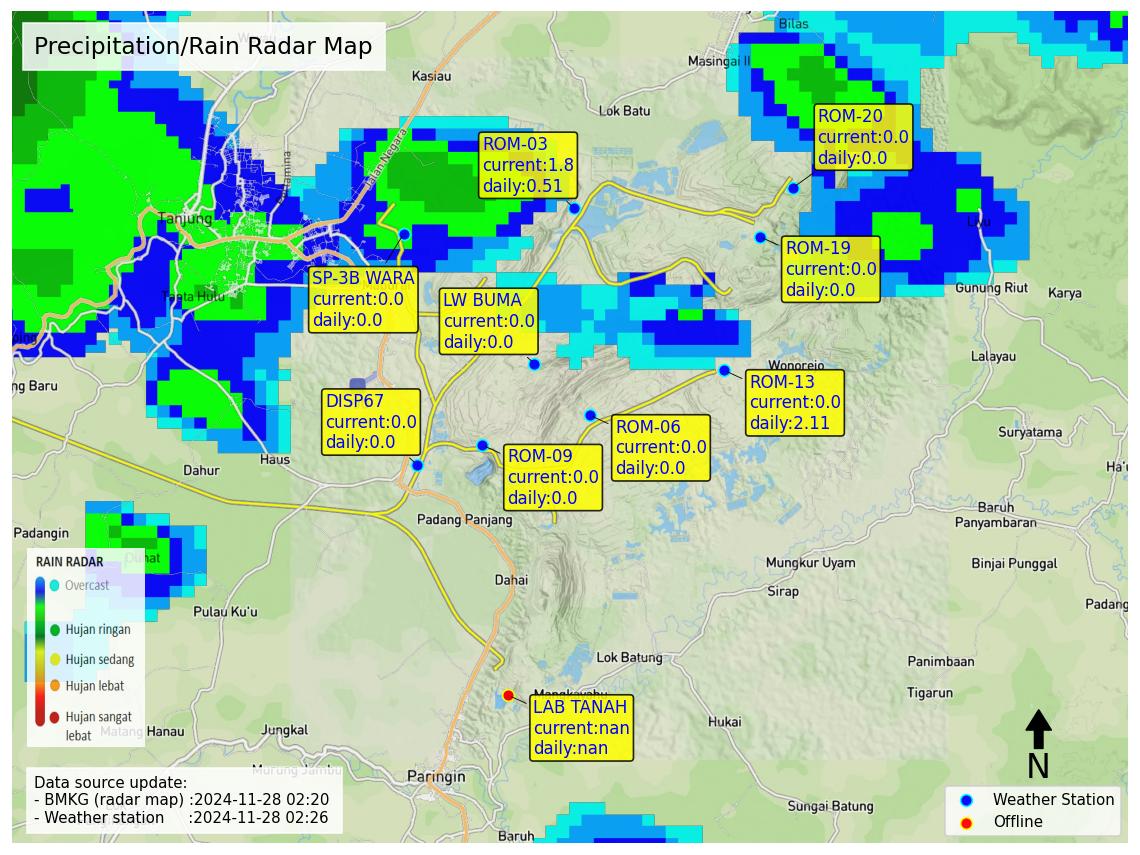 Precipitation/Rain Radar Map
Bilas
Masingai II
Kasiau
Lok Batu
Jalan Negara
ROM-20
current:0.0
daily:0.0
ROM-03
current:1.8
daily:0.51
Tanjung
Liyu
ROM-19
current:0.0
daily:0.0
SP-3B WARA
current:0.0
daily:0.0
LW BUMA
current:0.0
daily:0.0
Tanta Hulu
Gunung Riut
Karya
Lalayau
Wonorejo
ng Baru
ROM-13
current:0.0
daily:2.11
DISP67
current:0.0
daily:0.0
ROM-06
current:0.0
daily:0.0
Suryatama
ROM-09
current:0.0
daily:0.0
Haus
Dahur
Padang Panjang
Baruh
Panyambaran
Padangin
Binjai Punggal
Mungkur Uyam
Dahai
Sirap
Padang
Pulau Ku'u
RAIN RADAR
Overcast
Hujan ringan
Hujan sedang
Hujan lebat
Hujan sangat
lebat
Lok Batung
Panimbaan
Tigarun
Mangkayahu
LAB TANAH
current:nan
daily:nan
Hukai
Matang Hanau
Jungkal
Murung Jambu
Paringin
N
Data source update:
- BMKG (radar map) :2024-11-28 02:20
- Weather station :2024-11-28 02:26
Sungai Batung
Baruh
Weather Station
Offline